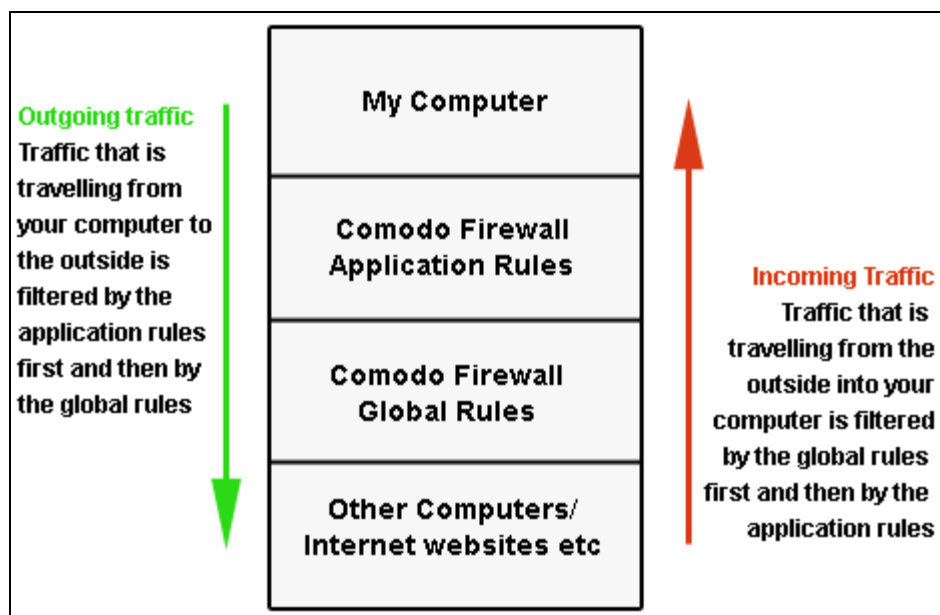 Outgoing traffic
Traffic that is
travelling from
your computer to
the outside is
filtered by the
application rules
first and then by
the global rules
My Computer
Comodo Firewall
Application Rules
Comodo Firewall
Global Rules
Other Computers/
Internet websites etc
Incoming Traffic
Traffic that is
travelling from the
outside into your
computer is filtered
by the global rules
first and then by the
application rules